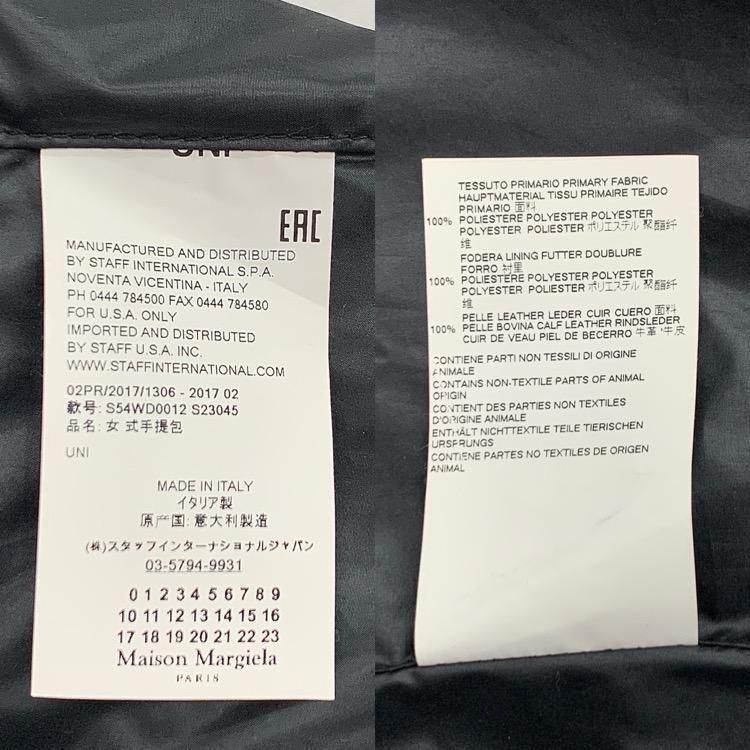 UNI
EAC
MANUFACTURED AND DISTRIBUTED
BY STAFF INTERNATIONAL S.P.A.
NOVENTA VICENTINA - ITALY
PH 0444 784500 FAX 0444 784580
FOR U.S.A. ONLY
IMPORTED AND DISTRIBUTED
BY STAFF U.S.A. INC.
WWW.STAFFINTERNATIONAL.COM
02PR/2017/1306 - 2017 02
款号: S54WD0012 S23045
品名: 女 式手提包
UNI
MADE IN ITALY
イタリア製
原产国: 意大利製造
(株)スタッフインターナショナルジャパン
03-5794-9931
0 1 2 3 4 5 6 7 8 9
10 11 12 13 14 15 16
17 18 19 20 21 22 23
Maison Margiela
PARIS
TESSUTO PRIMARIO PRIMARY FABRIC
HAUPTMATERIAL TISSU PRIMAIRE TEJIDO
PRIMARIO 面料
100% POLIESTERE POLYESTER POLYESTER
POLYESTER POLIESTER ポリエステル 聚酯纤
维
FODERA LINING FUTTER DOUBLURE
FORRO 衬里
100% POLIESTERE POLYESTER POLYESTER
POLYESTER POLIESTER ポリエステル 聚酯纤
维
PELLE LEATHER LEDER CUIR CUERO 面料
100% PELLE BOVINA CALF LEATHER RINDSLEDER
CUIR DE VEAU PIEL DE BECERRO 牛革 牛皮
CONTIENE PARTI NON TESSILI DI ORIGINE
ANIMALE
CONTAINS NON-TEXTILE PARTS OF ANIMAL
ORIGIN
CONTIENT DES PARTIES NON TEXTILES
D'ORIGINE ANIMALE
ENTHÄLT NICHTTEXTILE TEILE TIERISCHEN
URSPRUNGS
CONTIENE PARTES NO TEXTILES DE ORIGEN
ANIMAL